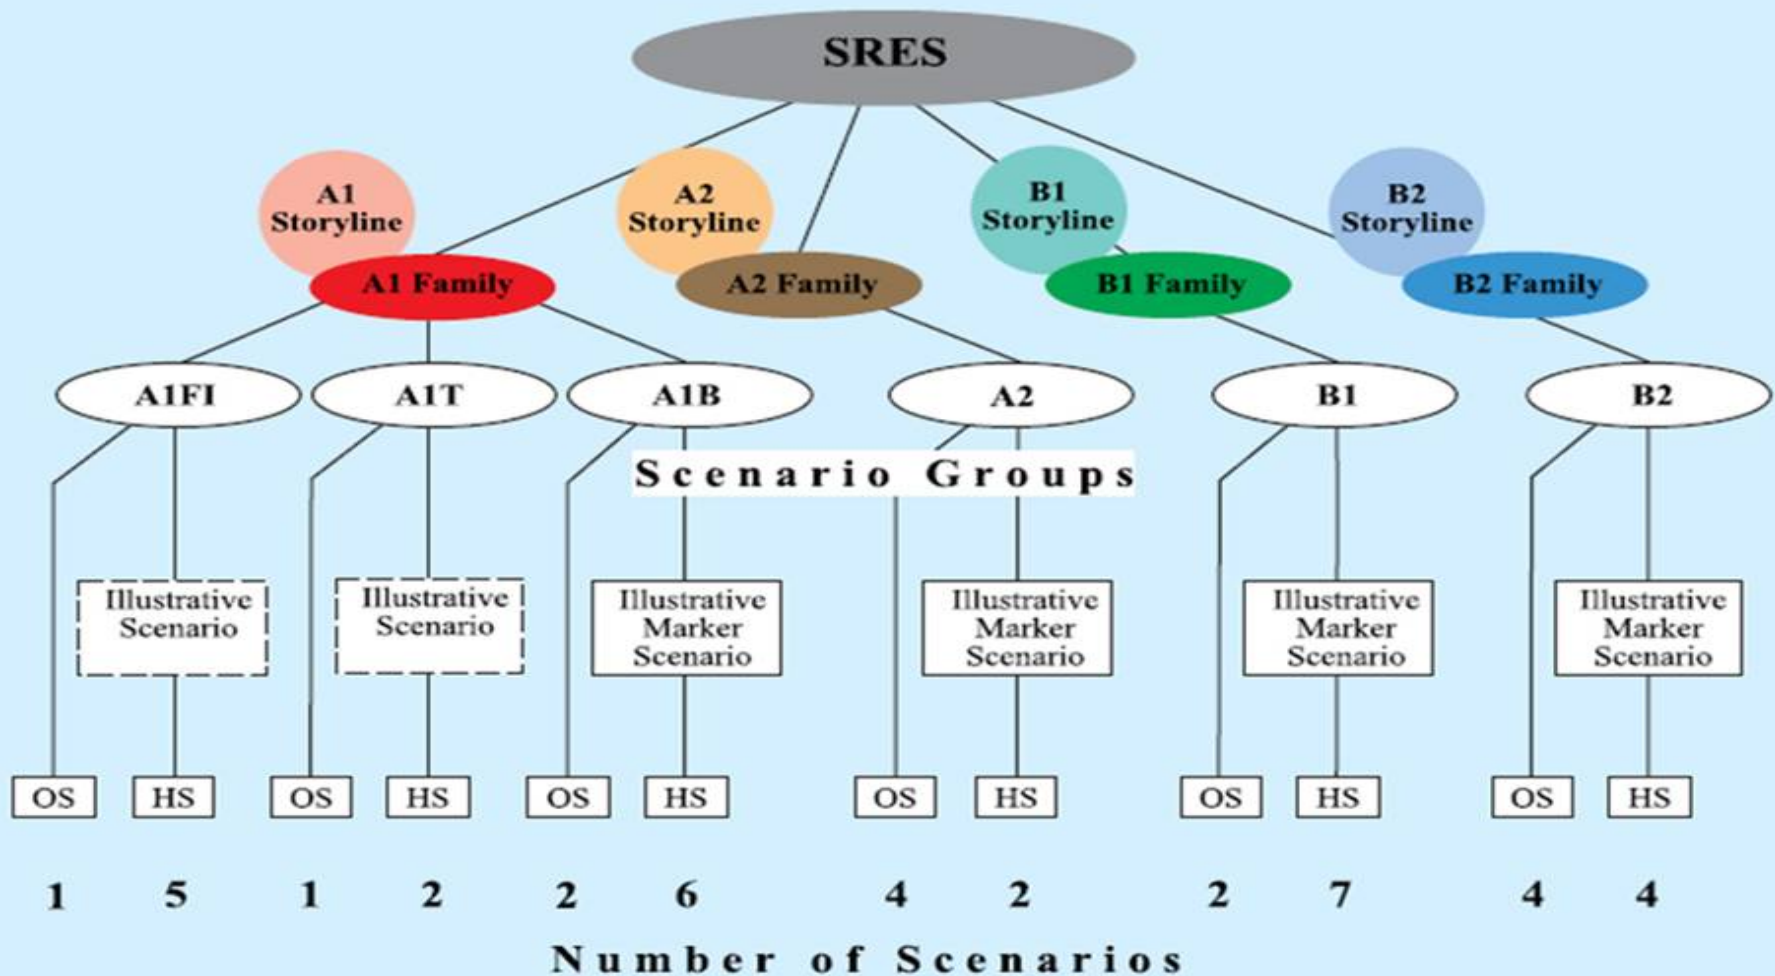 SRES
A1
Storyline
A2
Storyline
B1
Storyline
B2
Storyline
A1 Family
A2 Family
B1 Family
B2 Family
A1FI
A1T
A1B
A2
B1
B2
Scenario Groups
Illustrative
Scenario
Illustrative
Scenario
Illustrative
Marker
Scenario
Illustrative
Marker
Scenario
Illustrative
Marker
Scenario
Illustrative
Marker
Scenario
OS
HS
OS
HS
OS
HS
OS
HS
OS
HS
OS
HS
1 5 1 2 2 6 4 2 2 7 4 4
Number of Scenarios